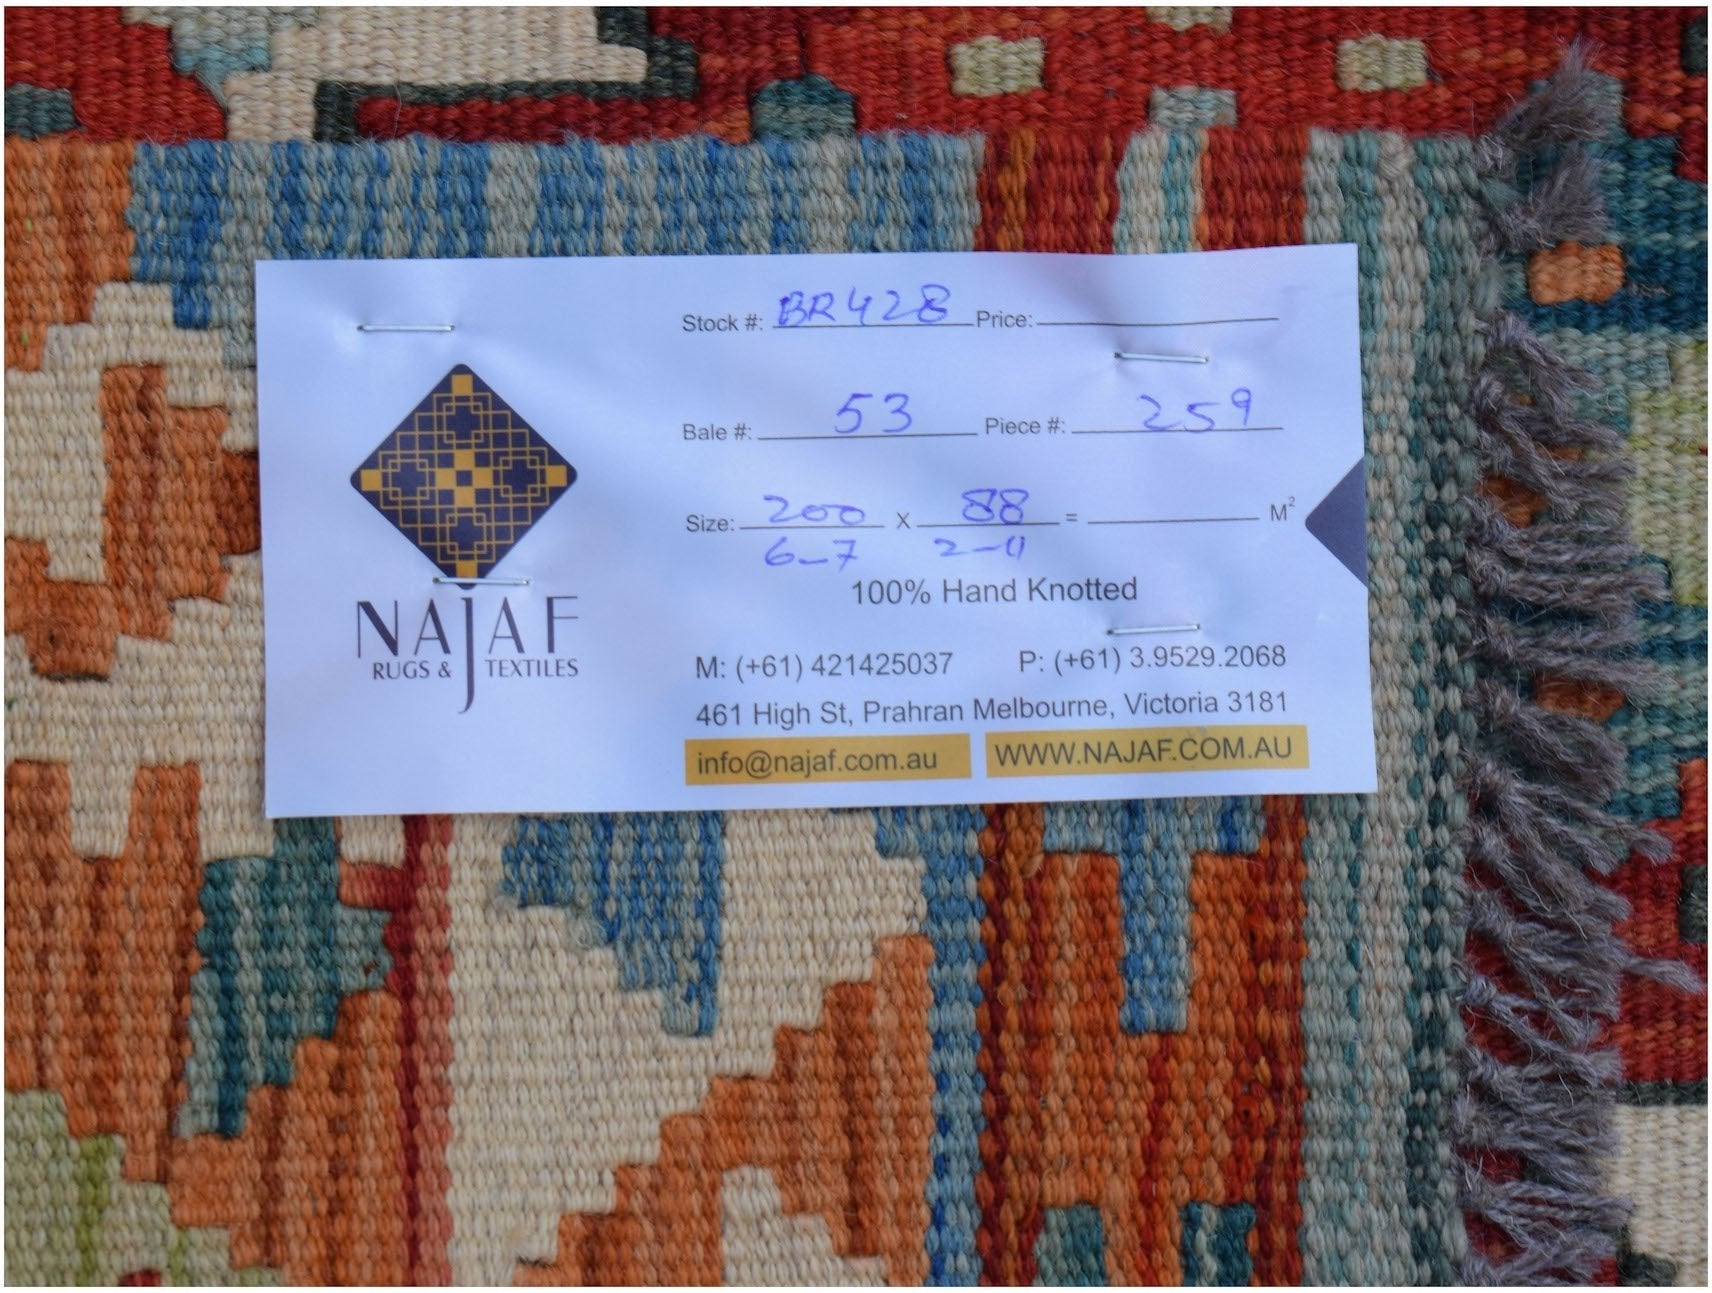 Stock #: BR428 Price:
Bale #: 53 Piece #: 259
Size: 200 x 88 = M²
6-7 2-11
100% Hand Knotted
NAJAF
RUGS & TEXTILES
M: (+61) 421425037 P: (+61) 3.9529.2068
461 High St, Prahran Melbourne, Victoria 3181
info@najaf.com.au WWW.NAJAF.COM.AU